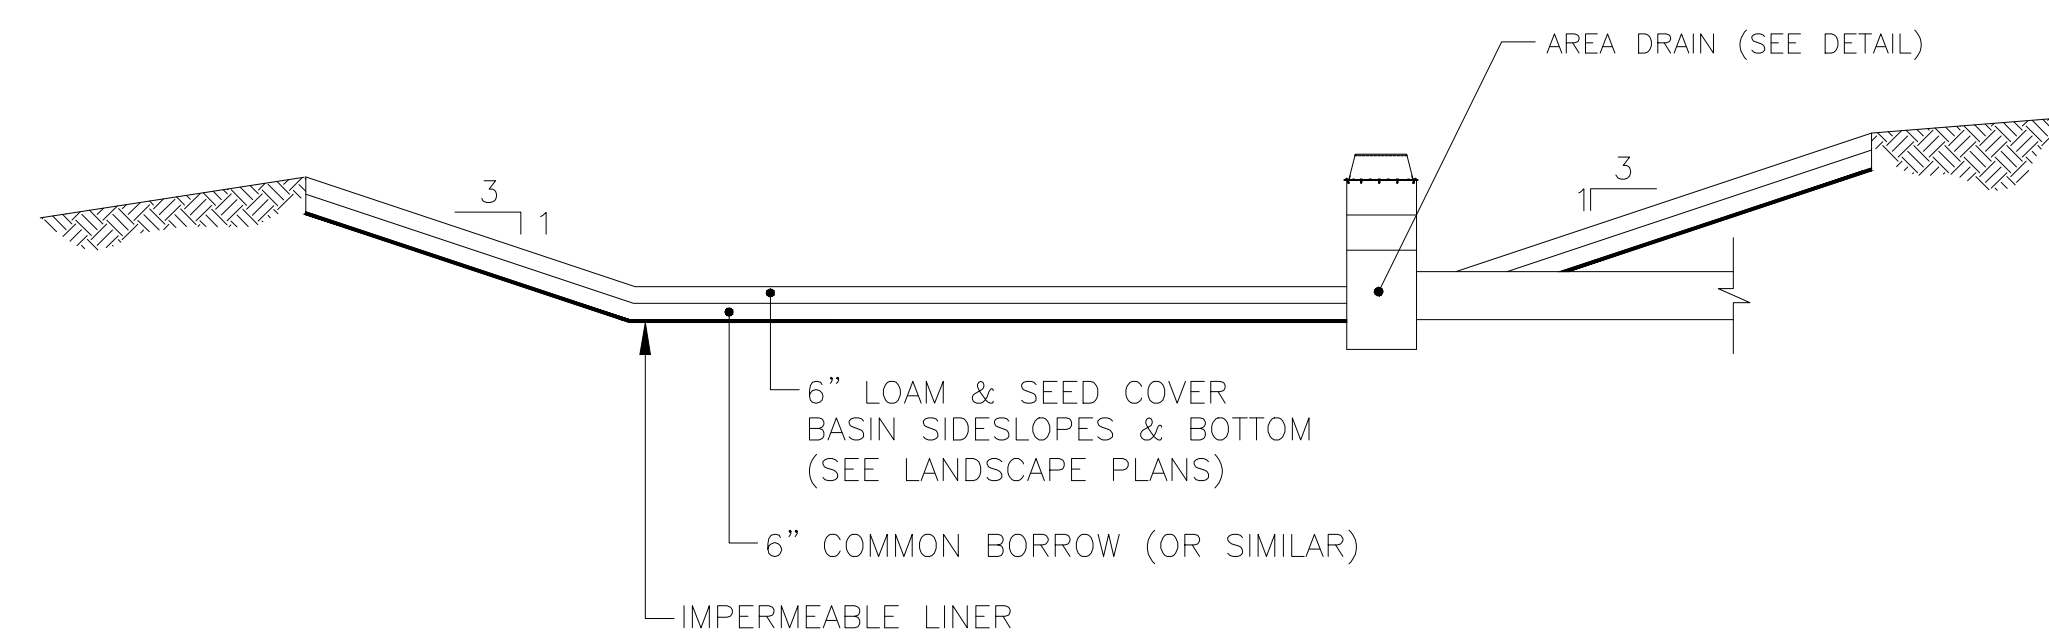 AREA DRAIN (SEE DETAIL)
3
1
3
1
6” LOAM & SEED COVER
BASIN SIDESLOPES & BOTTOM
(SEE LANDSCAPE PLANS)
6” COMMON BORROW (OR SIMILAR)
IMPERMEABLE LINER